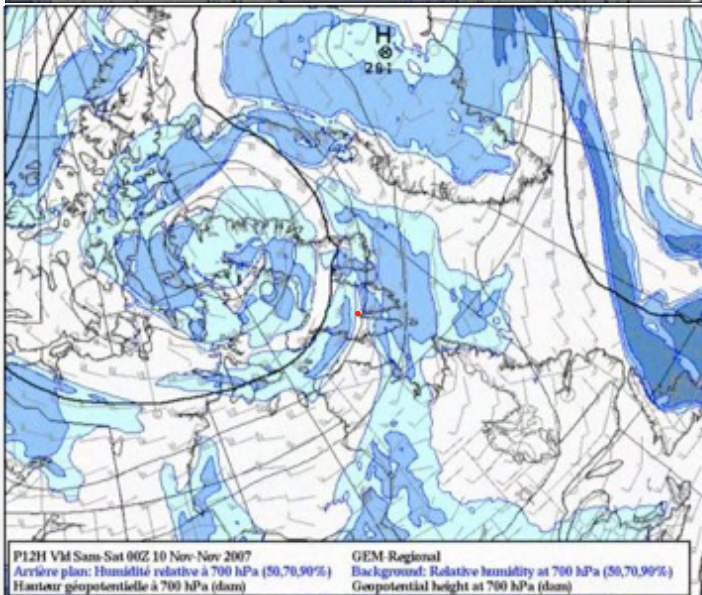 H
281
P12H Vld Sam-Sat 00Z 10 Nov-Nov 2007
Arrière plan: Humidité relative à 700 hPa (50,70,90%)
Hauteur géopotentielle à 700 hPa (dam)
GEM-Regional
Background: Relative humidity at 700 hPa (50,70,90%)
Geopotential height at 700 hPa (dam)